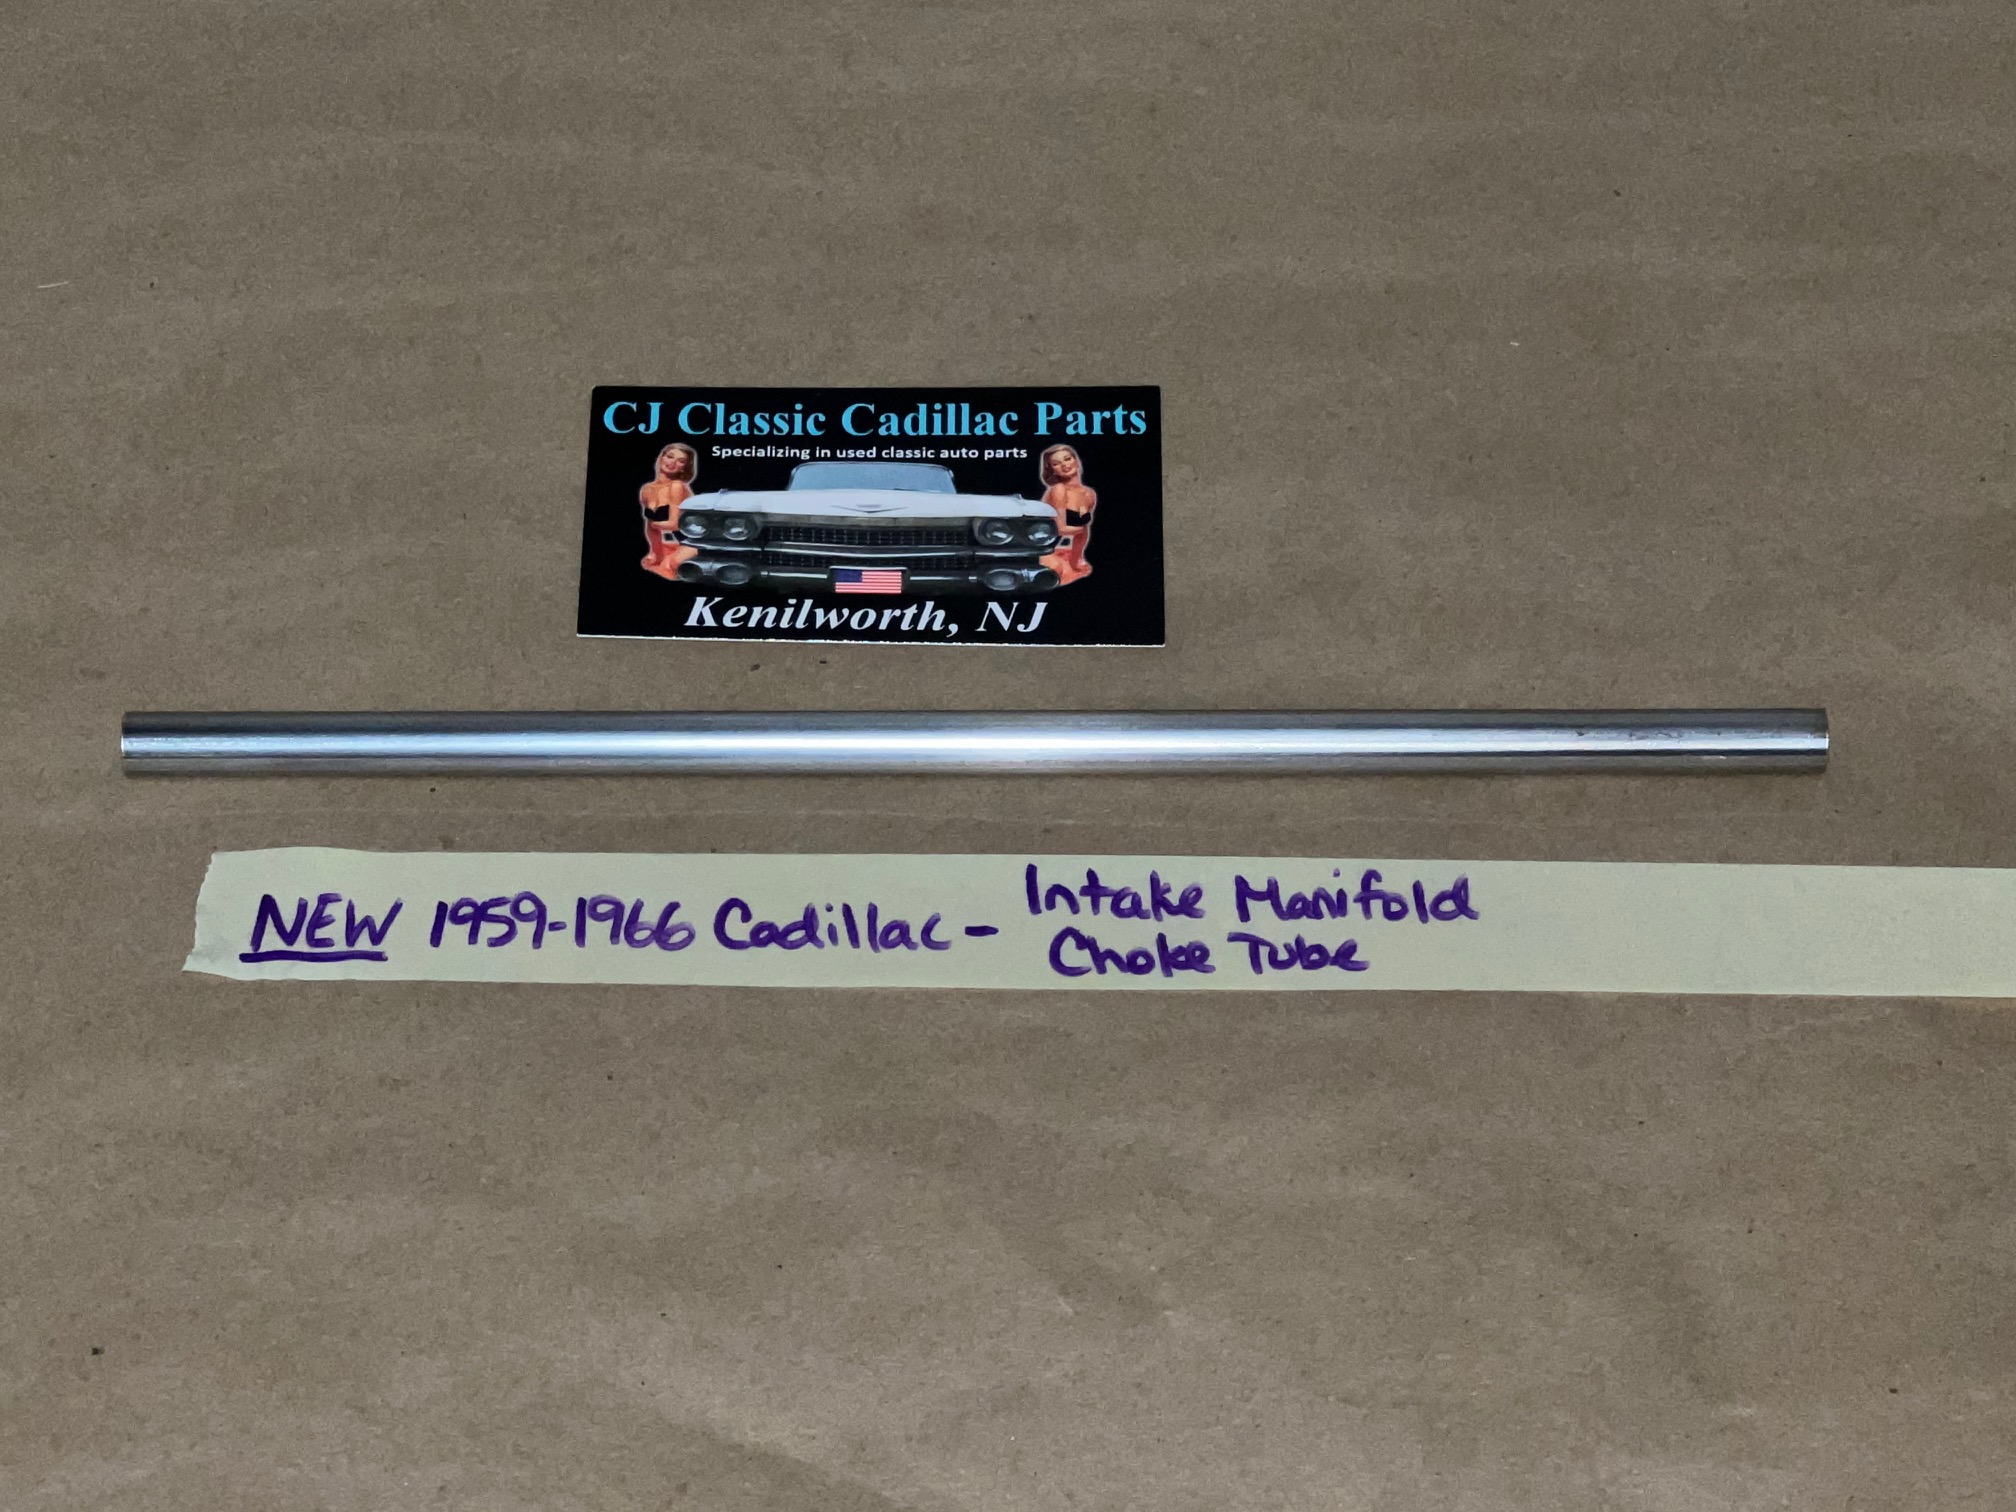 CJ Classic Cadillac Parts
Specializing in used classic auto parts
Kenilworth, NJ
NEW 1959-1966 Cadillac - Intake Manifold
Choke Tube